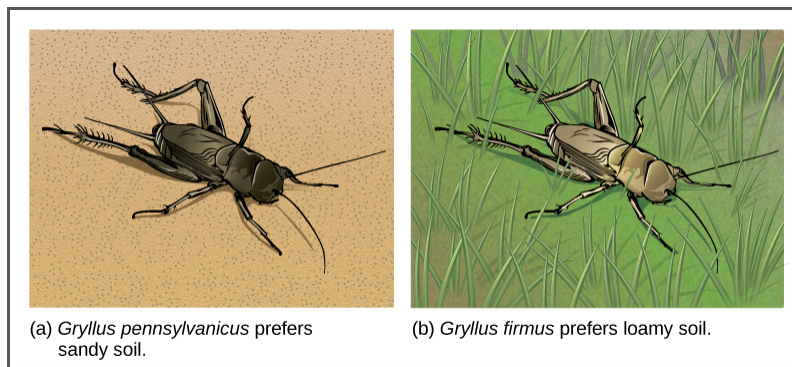 (a) Gryllus pennsylvanicus prefers
sandy soil.
(b) Gryllus firmus prefers loamy soil.